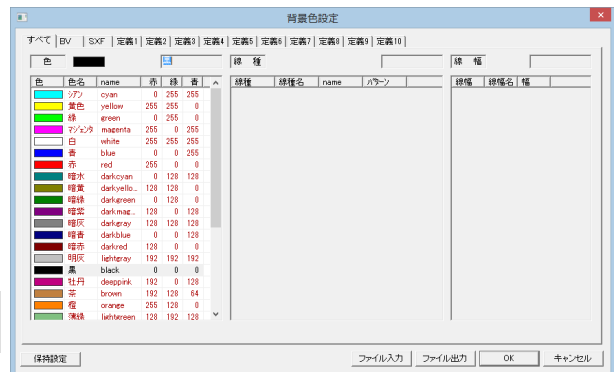 背景色設定
すべて BV SXF 定義1 定義2 定義3 定義4 定義5 定義6 定義7 定義8 定義9 定義10
色 黒 線 種 線 幅
色 色名 name 赤 緑 青 線種 線種名 name パターン 線幅 線幅名 幅
シアン cyan 0 255 255
黄色 yellow 255 255 0
緑 green 0 255 0
マジェンタ magenta 255 0 255
白 white 255 255 255
青 blue 0 0 255
赤 red 255 0 0
暗水 darkcyan 0 128 128
暗黄 darkyello... 128 128 0
暗緑 darkgreen 0 128 0
暗紫 darkmag... 128 0 128
暗灰 darkgray 128 128 128
暗青 darkblue 0 0 128
暗赤 darkred 128 0 0
明灰 lightgray 192 192 192
黒 black 0 0 0
牡丹 deeppink 192 0 128
茶 brown 192 128 64
橙 orange 255 128 0
薄緑 lightgreen 128 192 128
保持設定 ファイル入力 ファイル出力 OK キャンセル